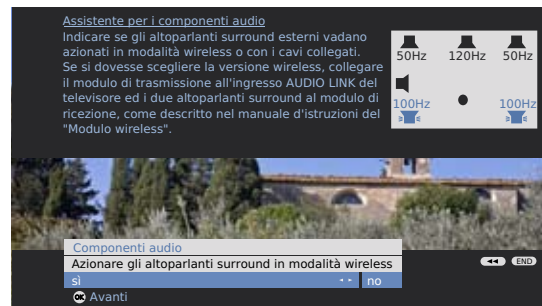 Assistente per i componenti audio
Indicare se gli altoparlanti surround esterni vadano
azionati in modalità wireless o con i cavi collegati.
Se si dovesse scegliere la versione wireless, collegare
il modulo di trasmissione all'ingresso AUDIO LINK del
televisore ed i due altoparlanti surround al modulo di
ricezione, come descritto nel manuale d'istruzioni del
"Modulo wireless".
50Hz 120Hz 50Hz
100Hz 100Hz
Componenti audio
Azionare gli altoparlanti surround in modalità wireless
sì no
END
OK Avanti